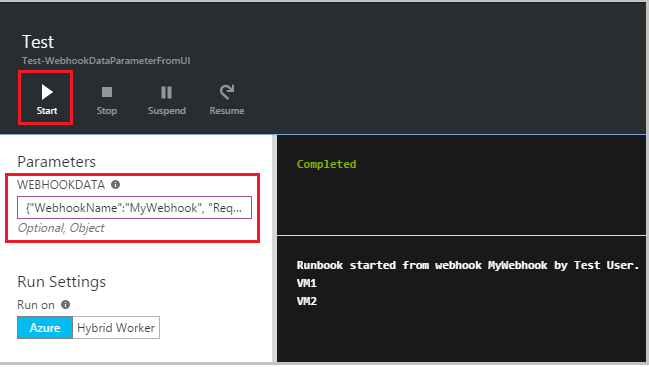 Test
Test-WebhookDataParameterFromUI
Start Stop Suspend Resume
Parameters
WEBHOOKDATA
{"WebhookName":"MyWebhook", "Req...
Optional, Object
Run Settings
Run on
Azure Hybrid Worker
Completed
Runbook started from webhook MyWebhook by Test User.
VM1
VM2